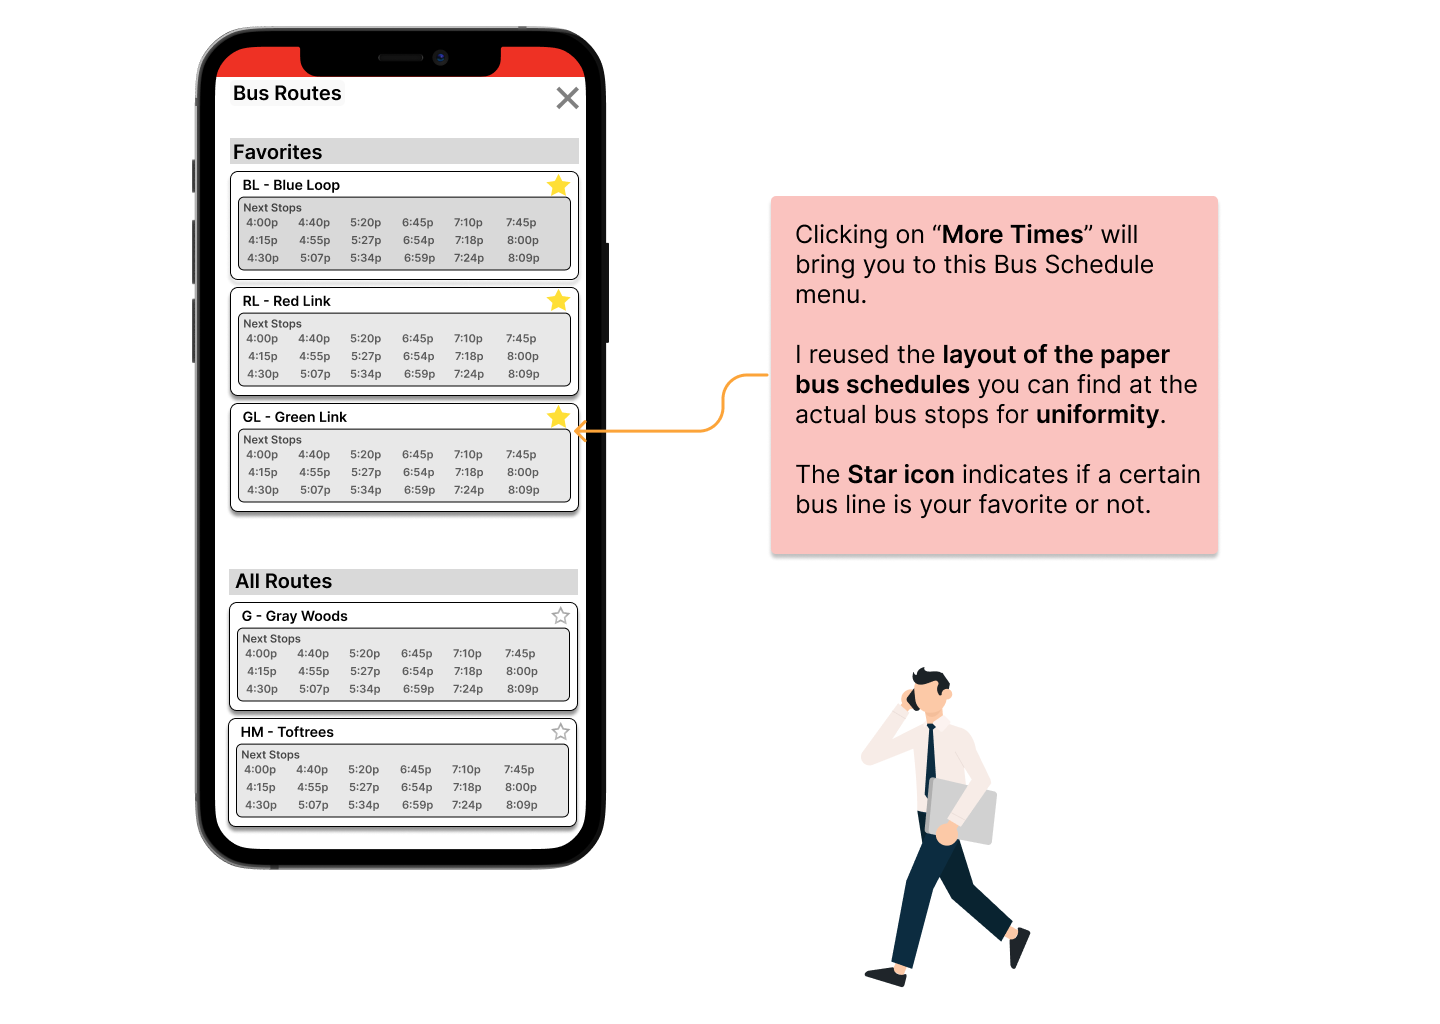 Bus Routes
Favorites
BL - Blue Loop
Next Stops
4:00p 4:40p 5:20p 6:45p 7:10p 7:45p
4:15p 4:55p 5:27p 6:54p 7:18p 8:00p
4:30p 5:07p 5:34p 6:59p 7:24p 8:09p
RL - Red Link
Next Stops
4:00p 4:40p 5:20p 6:45p 7:10p 7:45p
4:15p 4:55p 5:27p 6:54p 7:18p 8:00p
4:30p 5:07p 5:34p 6:59p 7:24p 8:09p
GL - Green Link
Next Stops
4:00p 4:40p 5:20p 6:45p 7:10p 7:45p
4:15p 4:55p 5:27p 6:54p 7:18p 8:00p
4:30p 5:07p 5:34p 6:59p 7:24p 8:09p
All Routes
G - Gray Woods
Next Stops
4:00p 4:40p 5:20p 6:45p 7:10p 7:45p
4:15p 4:55p 5:27p 6:54p 7:18p 8:00p
4:30p 5:07p 5:34p 6:59p 7:24p 8:09p
HM - Toftrees
Next Stops
4:00p 4:40p 5:20p 6:45p 7:10p 7:45p
4:15p 4:55p 5:27p 6:54p 7:18p 8:00p
4:30p 5:07p 5:34p 6:59p 7:24p 8:09p
Clicking on “More Times” will
bring you to this Bus Schedule
menu.
I reused the layout of the paper
bus schedules you can find at the
actual bus stops for uniformity.
The Star icon indicates if a certain
bus line is your favorite or not.